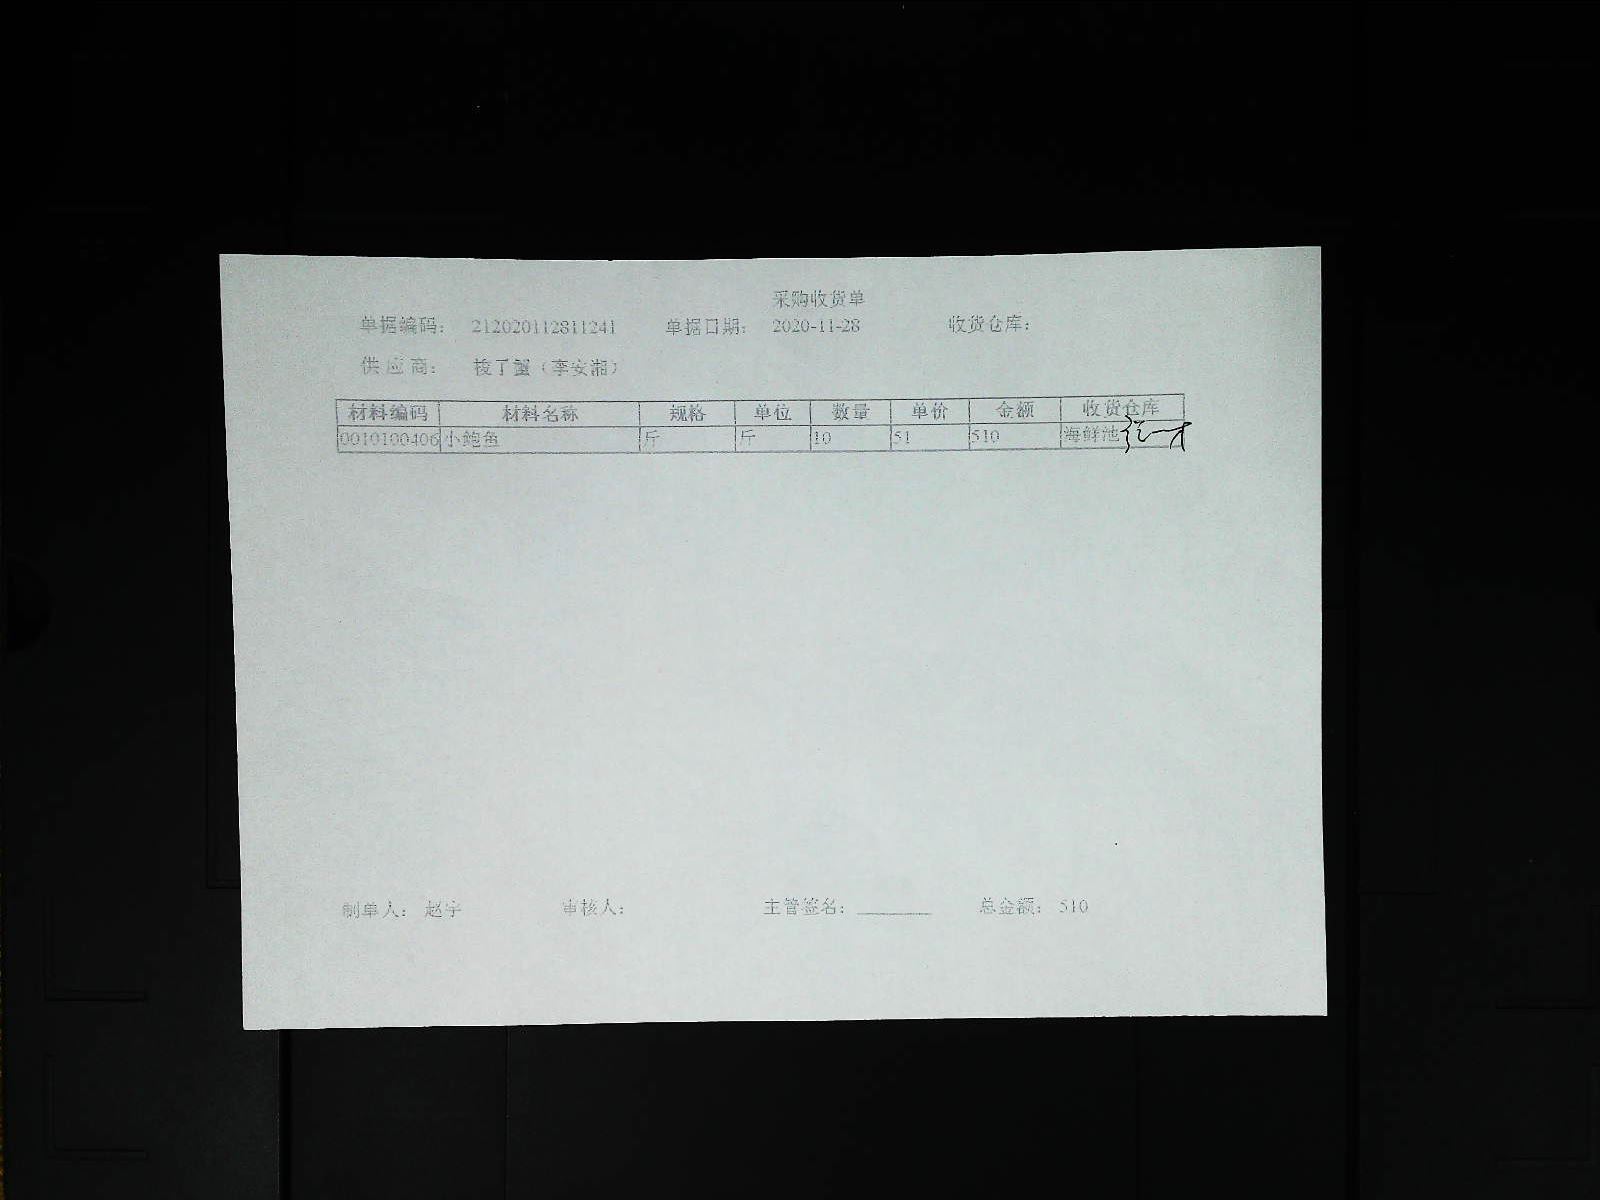 采购收货单
单据编码： 212020112811241 单据日期： 2020-11-28 收货仓库：
供应商： 梭子蟹（李安湘）
材料编码 材料名称 规格 单位 数量 单价 金额 收货仓库
0010100406 小鲍鱼 斤 斤 10 51 510 海鲜池
制单人： 赵宇 审核人： 主管签名： 总金额： 510